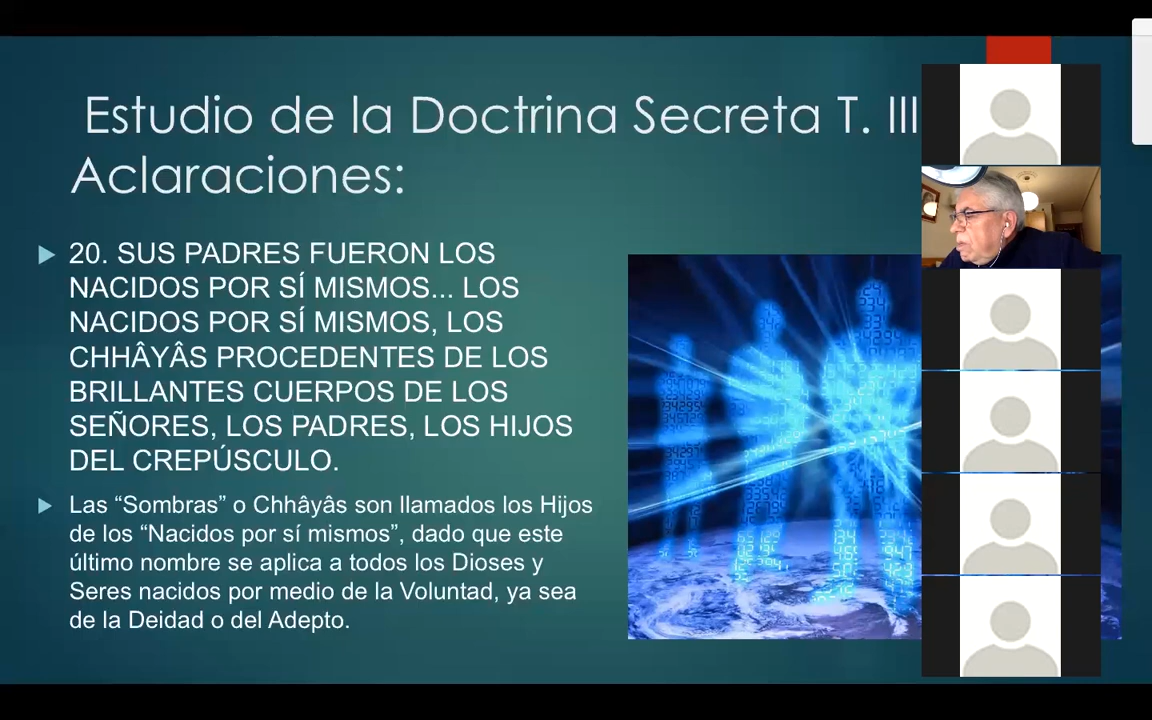 Estudio de la Doctrina Secreta T. III
Aclaraciones:
20. SUS PADRES FUERON LOS
NACIDOS POR SÍ MISMOS... LOS
NACIDOS POR SÍ MISMOS, LOS
CHHÂYÂS PROCEDENTES DE LOS
BRILLANTES CUERPOS DE LOS
SEÑORES, LOS PADRES, LOS HIJOS
DEL CREPÚSCULO.
Las “Sombras” o Chhâyâs son llamados los Hijos
de los “Nacidos por sí mismos”, dado que este
último nombre se aplica a todos los Dioses y
Seres nacidos por medio de la Voluntad, ya sea
de la Deidad o del Adepto.